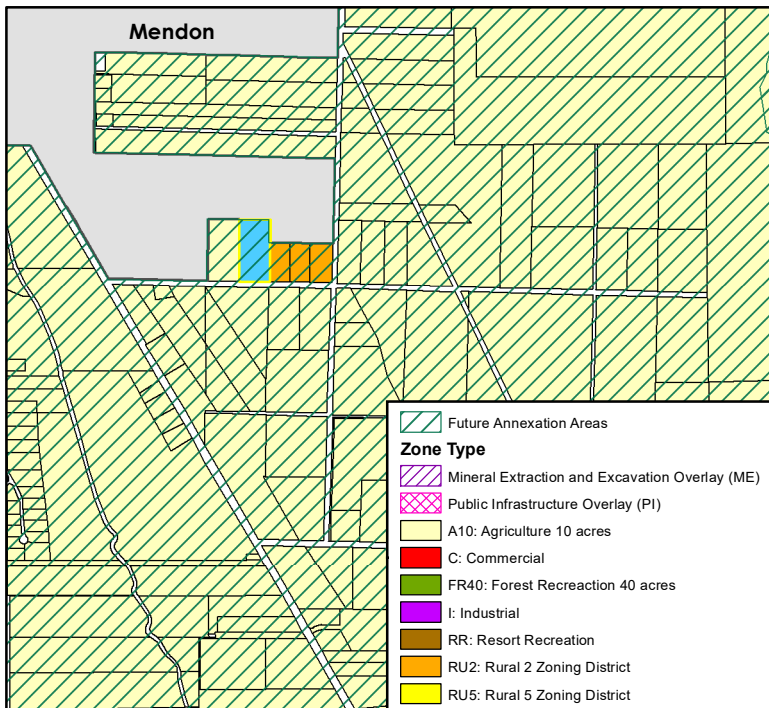 Mendon
Future Annexation Areas
Zone Type
Mineral Extraction and Excavation Overlay (ME)
Public Infrastructure Overlay (PI)
A10: Agriculture 10 acres
C: Commercial
FR40: Forest Recreaction 40 acres
I: Industrial
RR: Resort Recreation
RU2: Rural 2 Zoning District
RU5: Rural 5 Zoning District